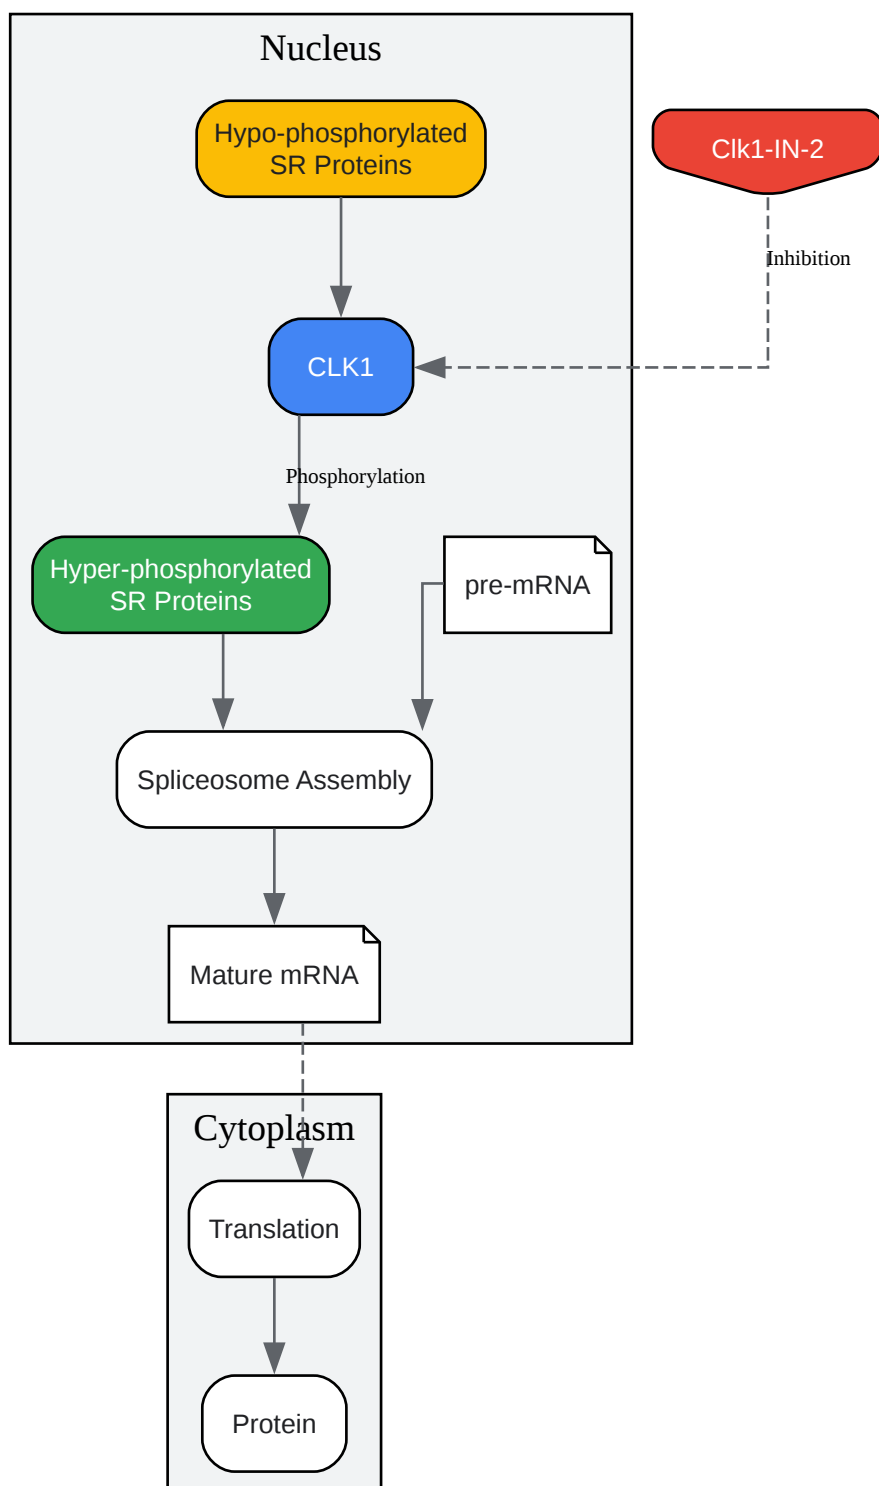 Nucleus
Hypo-phosphorylated
SR Proteins
Clk1-IN-2
Inhibition
CLK1
Phosphorylation
Hyper-phosphorylated
SR Proteins
pre-mRNA
Spliceosome Assembly
Mature mRNA
Cytoplasm
Translation
Protein